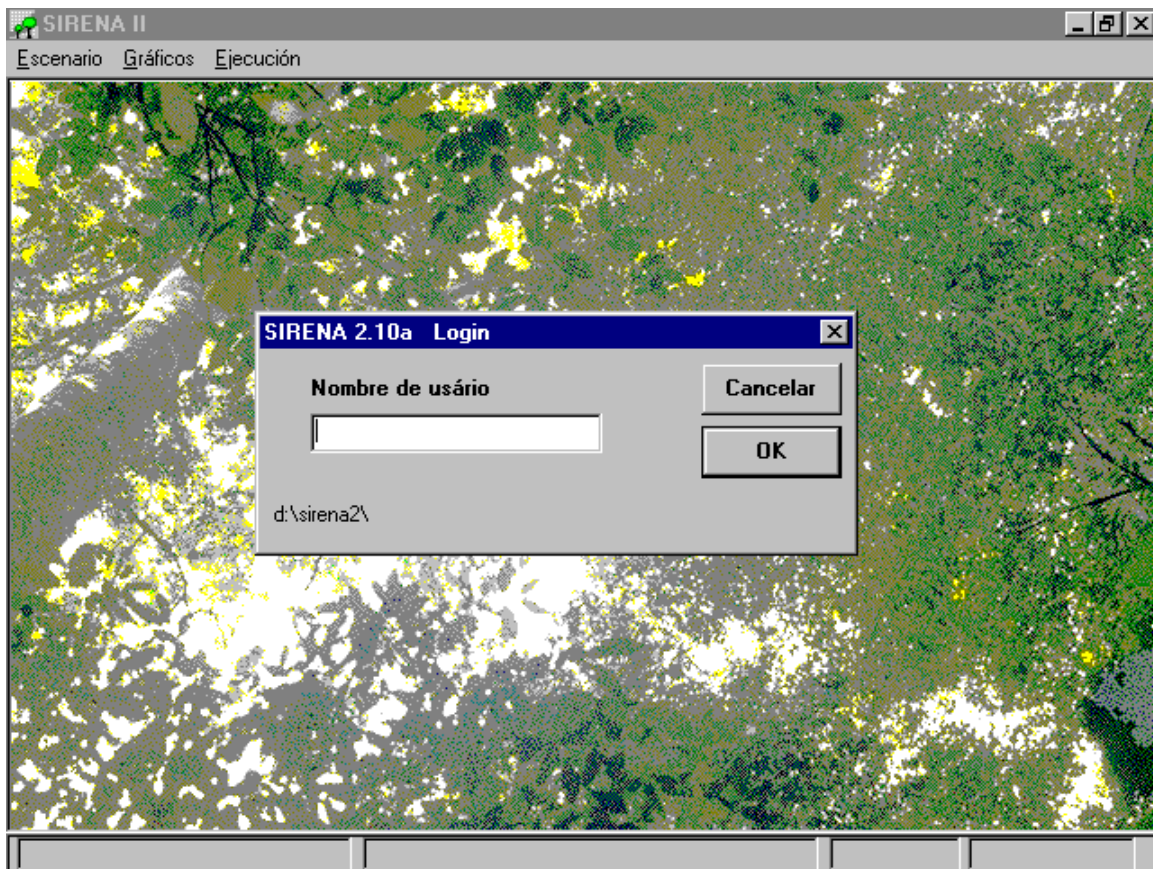 SIRENA II
Escenario Gráficos Ejecución
SIRENA 2.10a Login
Nombre de usário
Cancelar
OK
d:\sirena2\